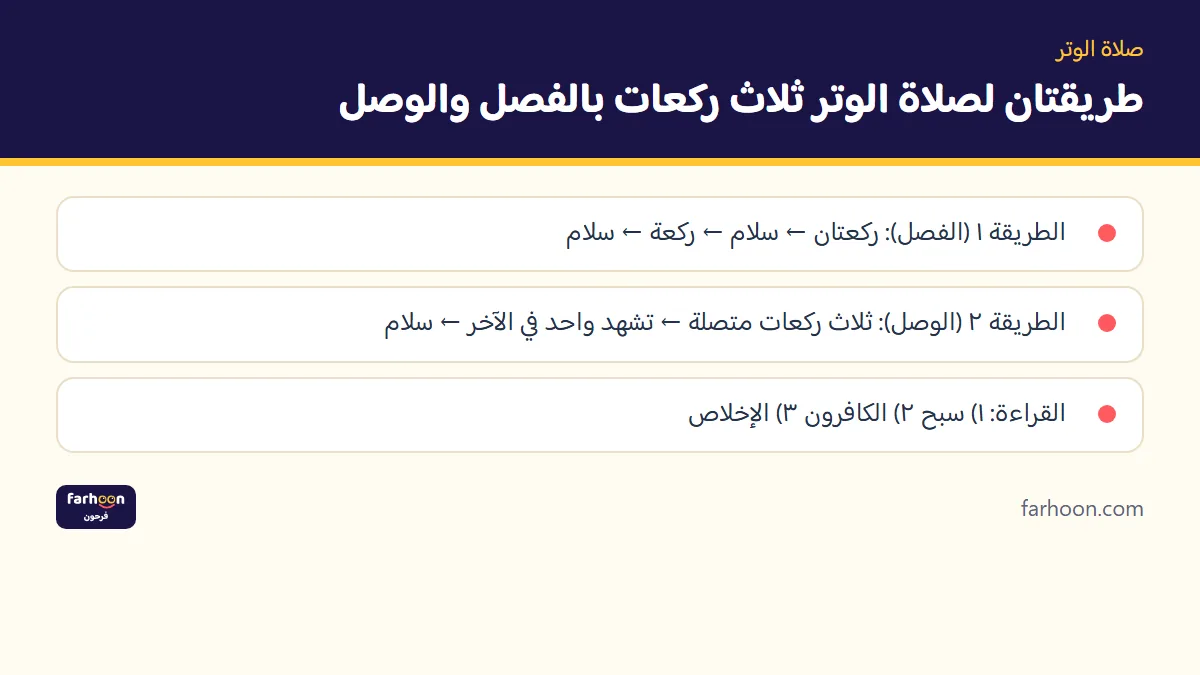 صلاة الوتر
طريقتان لصلاة الوتر ثلاث ركعات بالفصل والوصل
الطريقة ١ (الفصل): ركعتان ← سلام ← ركعة ← سلام
الطريقة ٢ (الوصل): ثلاث ركعات متصلة ← تشهد واحد في الآخر ← سلام
القراءة: ١) سبح ٢) الكافرون ٣) الإخلاص
farhoon.com
farhoon
فرحون